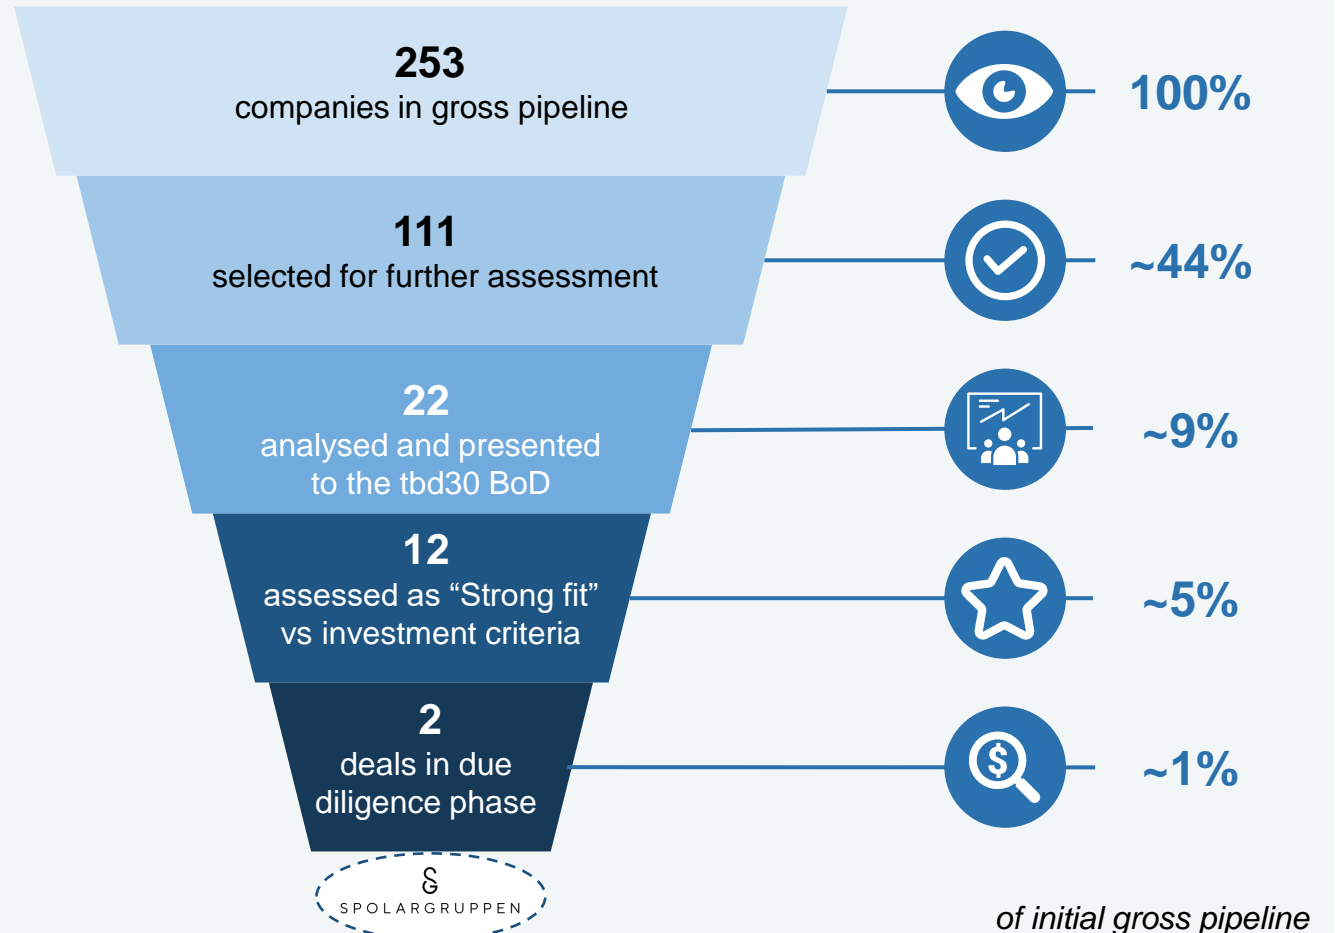 253
companies in gross pipeline
100%
111
selected for further assessment
~44%
22
analysed and presented
to the tbd30 BoD
~9%
12
assessed as “Strong fit”
vs investment criteria
~5%
2
deals in due
diligence phase
$
~1%
SG
SPOLARGRUPPEN
of initial gross pipeline